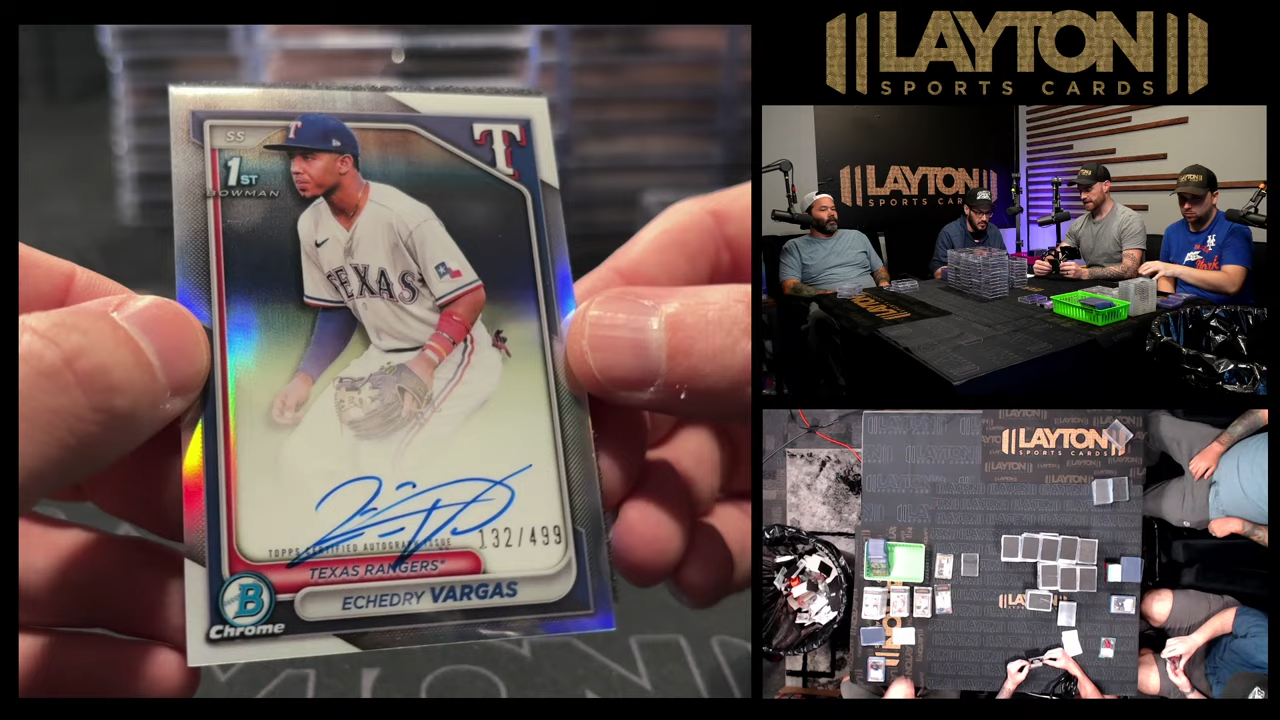 SS
T
1ST
BOWMAN
TEXAS
TOPPS CERTIFIED AUTOGRAPH ISSUE
132/499
TEXAS RANGERS
ECHEDRY VARGAS
B
Chrome
LAYTON
SPORTS CARDS
LAYTON
SPORTS CAR
LAYTON
SPORTS CARDS